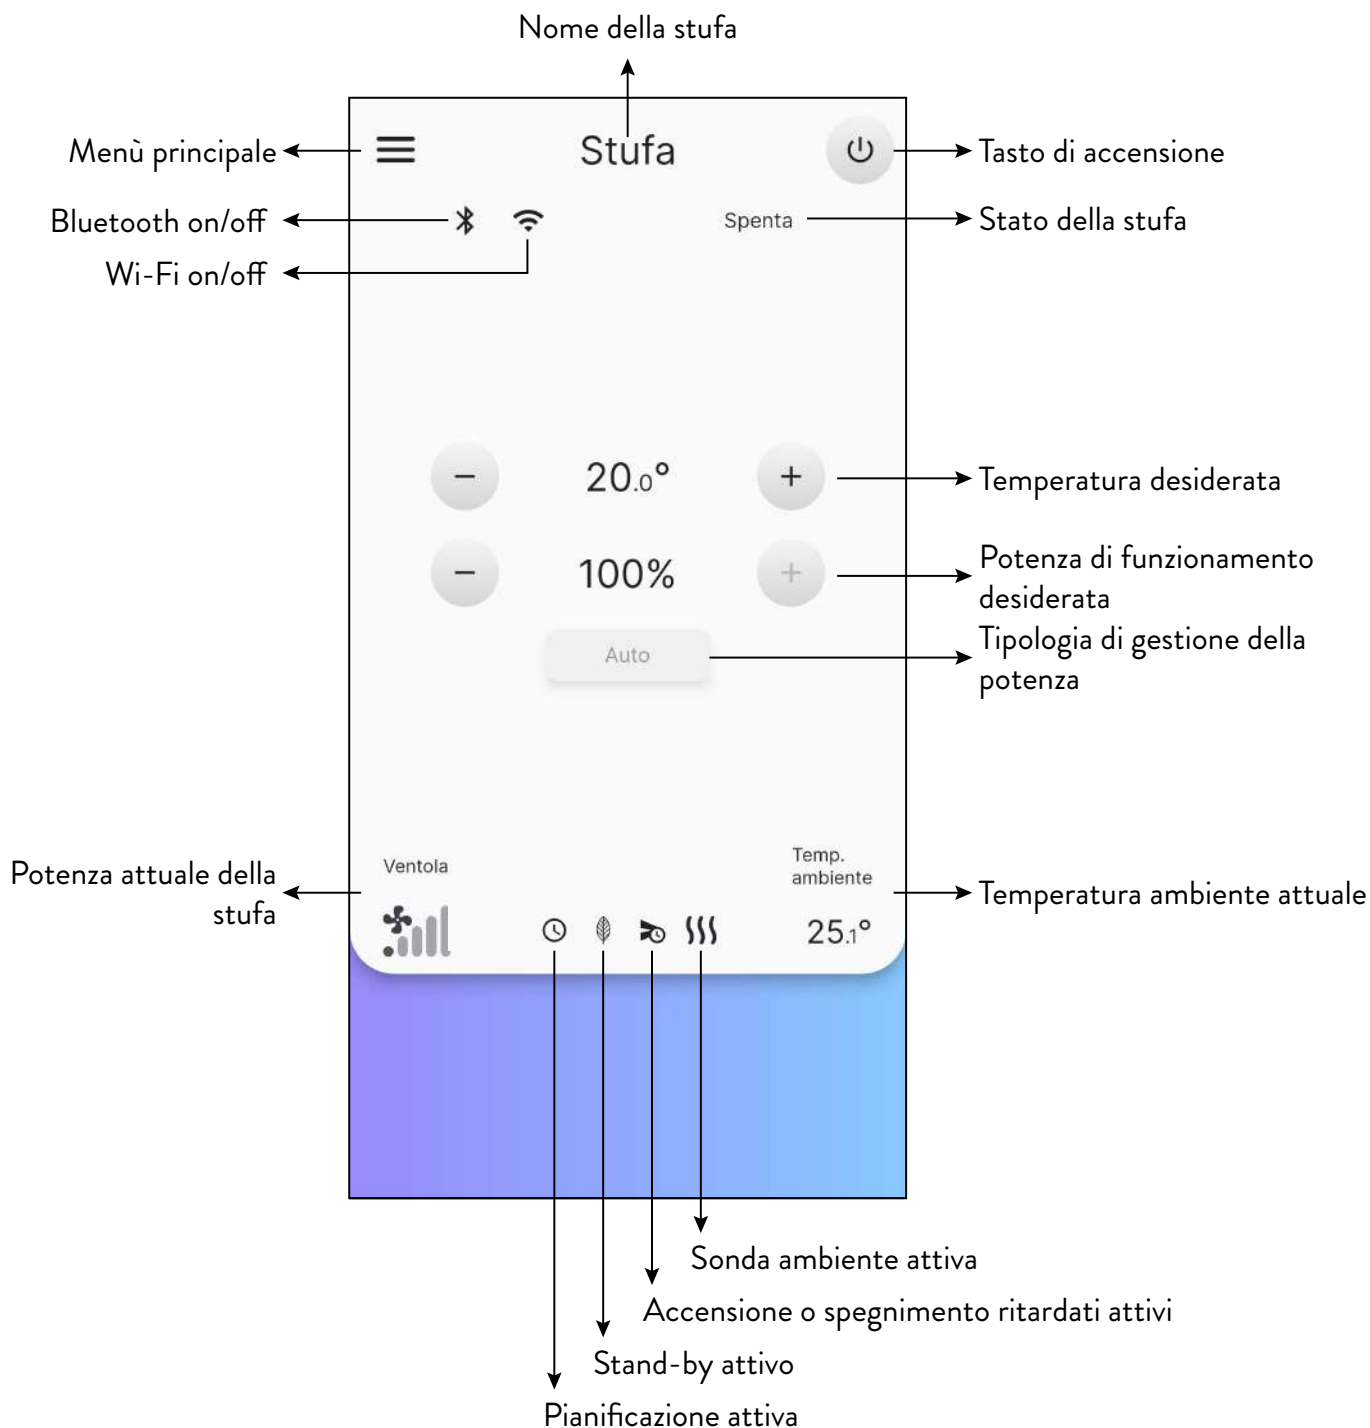 Nome della stufa
Menù principale
Stufa
Tasto di accensione
Bluetooth on/off
Spenta
Stato della stufa
Wi-Fi on/off
- 20.0° +
Temperatura desiderata
- 100% +
Potenza di funzionamento
desiderata
Auto
Tipologia di gestione della
potenza
Potenza attuale della
stufa
Ventola
Temp.
ambiente
25.1°
Temperatura ambiente attuale
Sonda ambiente attiva
Accensione o spegnimento ritardati attivi
Stand-by attivo
Pianificazione attiva